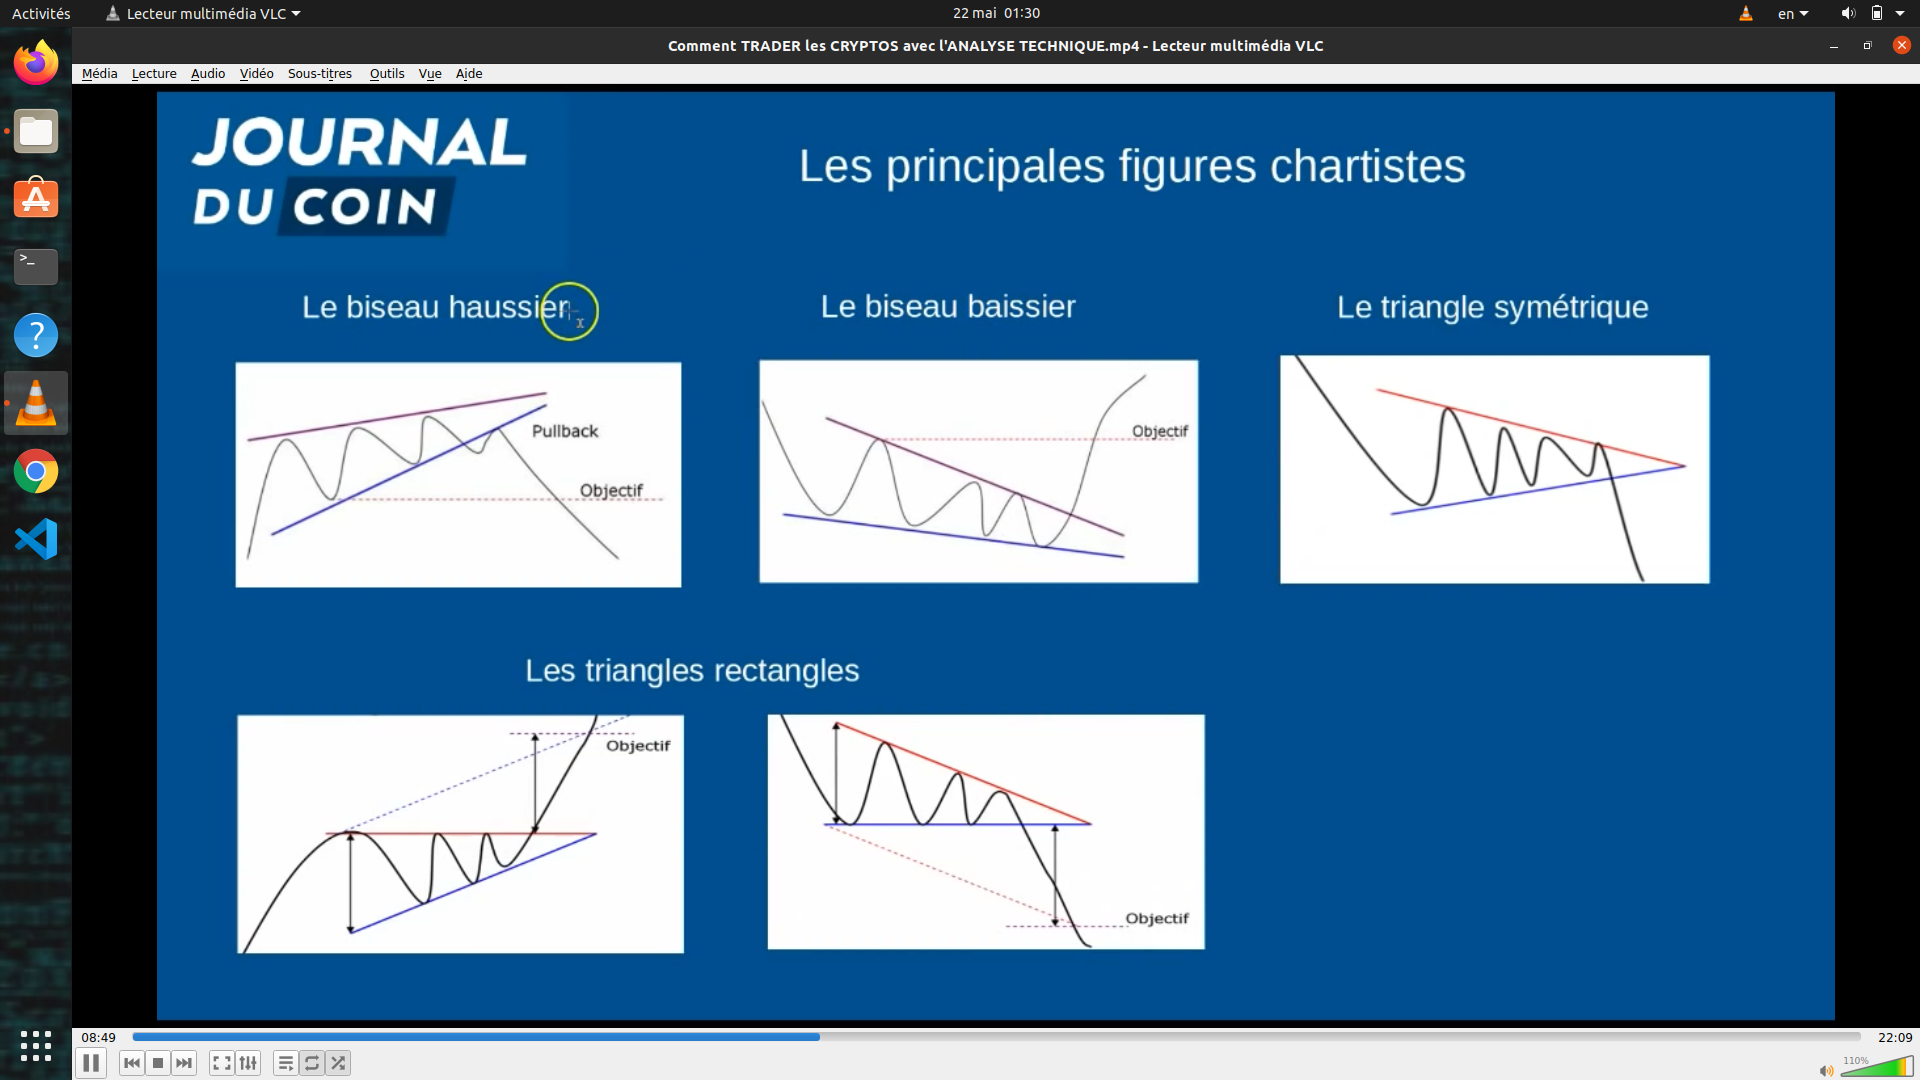 Activités
Lecteur multimédia VLC
22 mai 01:30
en
Comment TRADER les CRYPTOS avec l'ANALYSE TECHNIQUE.mp4 - Lecteur multimédia VLC
Média Lecture Audio Vidéo Sous-titres Outils Vue Aide
JOURNAL
DU COIN
Les principales figures chartistes
Le biseau haussier
Le biseau baissier
Le triangle symétrique
Pullback
Objectif
Objectif
Les triangles rectangles
Objectif
Objectif
08:49
22:09
110%